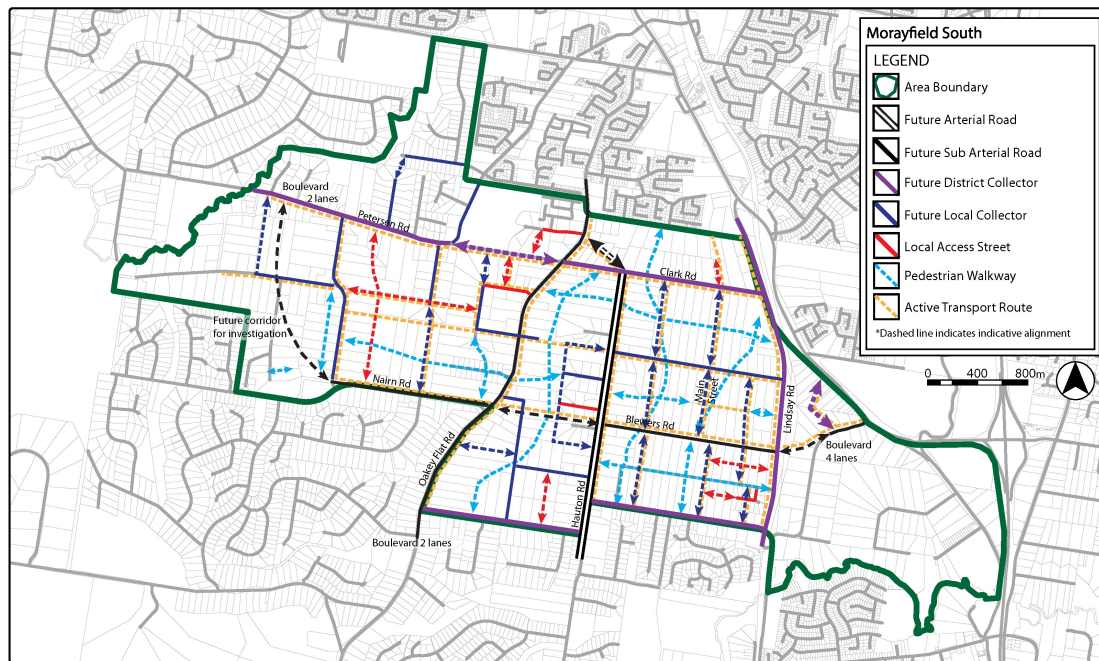 Morayfield South
LEGEND
Area Boundary
Future Arterial Road
Future Sub Arterial Road
Future District Collector
Future Local Collector
Local Access Street
Pedestrian Walkway
Active Transport Route
*Dashed line indicates indicative alignment
0 400 800m
Boulevard
2 lanes
Petersen Rd
Clark Rd
Future corridor
for investigation
Nairn Rd
Main
Street
Lindsay Rd
Blewers Rd
Boulevard
4 lanes
Oakey Flat Rd
Hauton Rd
Boulevard 2 lanes